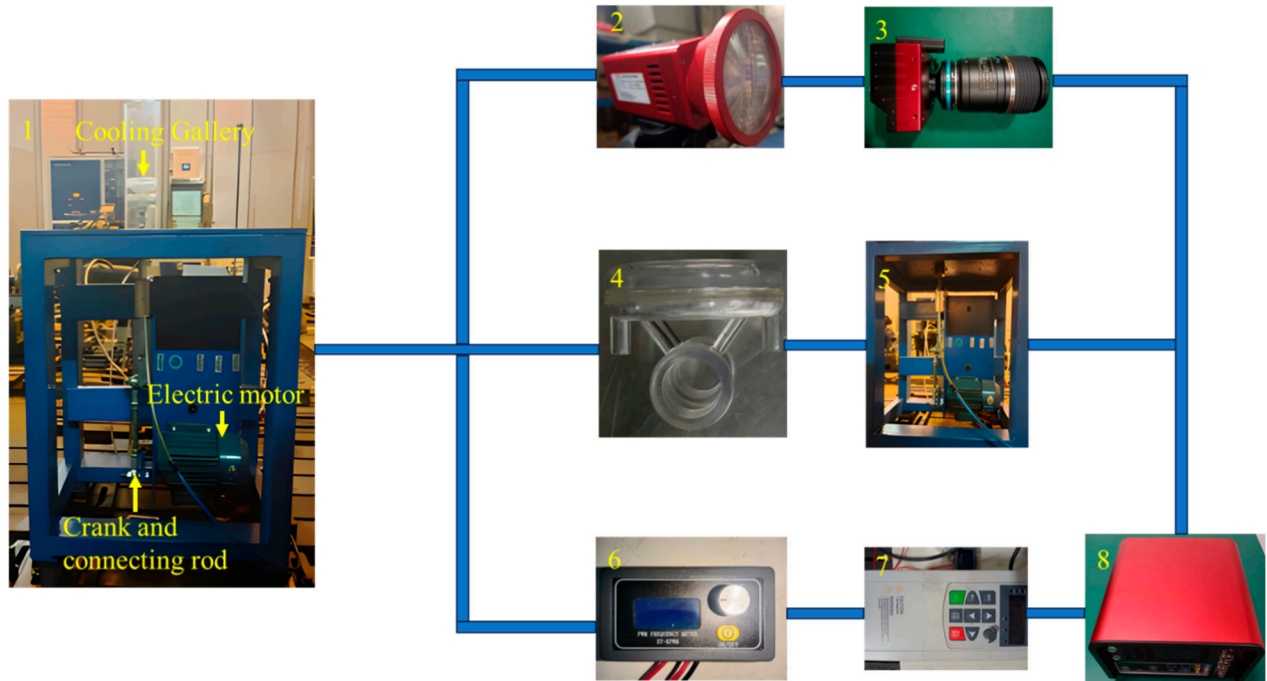 1
Cooling Gallery
Electric motor
Crank and
connecting rod
2
3
4
5
6
PWM FREQUENCY METER
ON/OFF
7
CAUTION
8